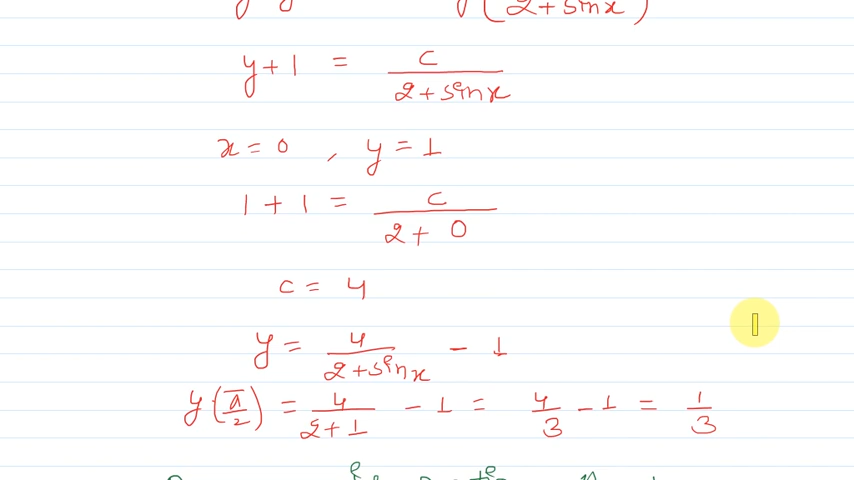 y + 1 = c / (2 + sin x)
x = 0 , y = 1
1 + 1 = c / (2 + 0)
c = 4
y = 4 / (2 + sin x) - 1
y(π/2) = 4 / (2 + 1) - 1 = 4/3 - 1 = 1/3